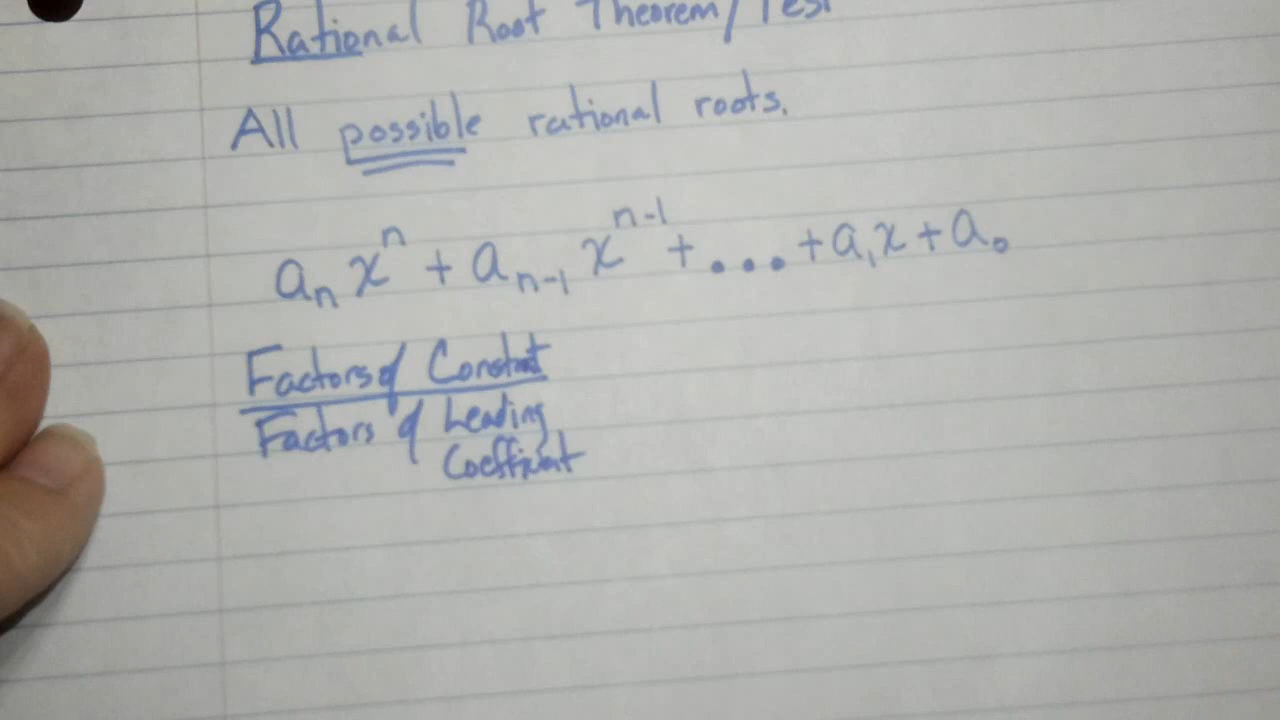 Rational Root Theorem/Test
All possible rational roots.
aₙxⁿ + aₙ₋₁xⁿ⁻¹ + ... + a₁x + a₀
Factors of Constant
Factors of Leading
Coefficient